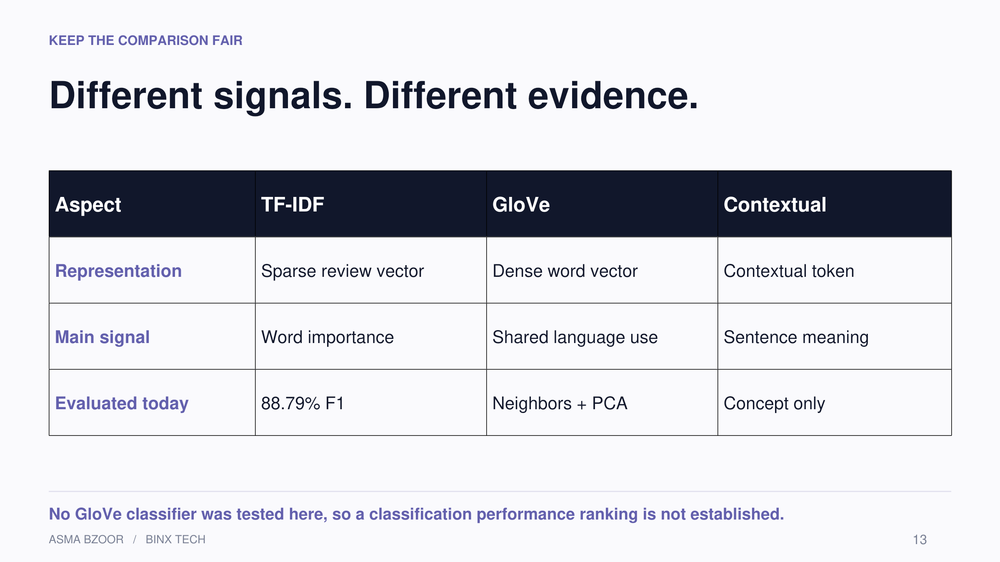 KEEP THE COMPARISON FAIR
Different signals. Different evidence.
Aspect TF-IDF GloVe Contextual
Representation Sparse review vector Dense word vector Contextual token
Main signal Word importance Shared language use Sentence meaning
Evaluated today 88.79% F1 Neighbors + PCA Concept only
No GloVe classifier was tested here, so a classification performance ranking is not established.
ASMA BZOOR / BINX TECH 13